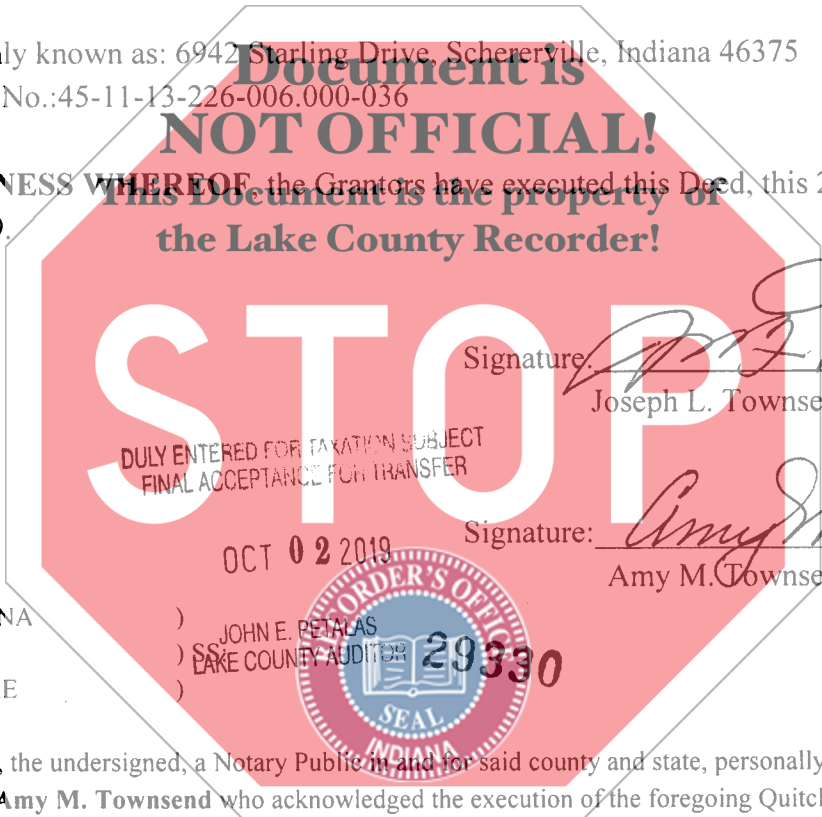 ly known as: 6942 Starling Drive, Schererville, Indiana 46375
Document is
No.:45-11-13-226-006.000-036
NOT OFFICIAL!
NESS WHEREOF, the Grantors have executed this Deed, this 2
This Document is the property of
the Lake County Recorder!
STOP
Signature:
Joseph L. Townse
DULY ENTERED FOR TAXATION SUBJECT
FINAL ACCEPTANCE FOR TRANSFER
Signature: Amy M
Amy M. Townse
OCT 02 2019
NA )
JOHN E. PETALAS
) SS:
LAKE COUNTY AUDITOR 29330
E )
RECORDER'S OFFICE
SEAL
INDIANA
, the undersigned, a Notary Public in and for said county and state, personally
Amy M. Townsend who acknowledged the execution of the foregoing Quitcl